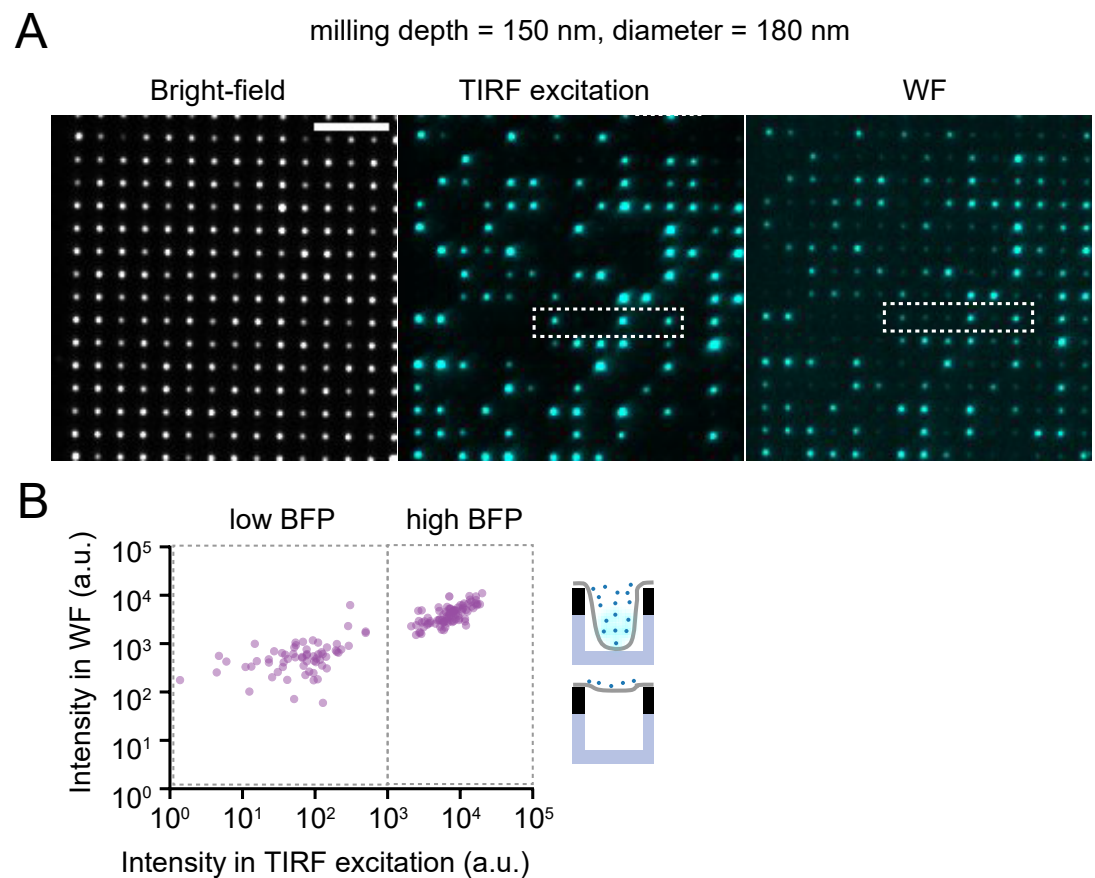 A
milling depth = 150 nm, diameter = 180 nm
Bright-field
TIRF excitation
WF
B
low BFP
high BFP
Intensity in WF (a.u.)
10⁵
10⁴
10³
10²
10¹
10⁰
10⁰ 10¹ 10² 10³ 10⁴ 10⁵
Intensity in TIRF excitation (a.u.)